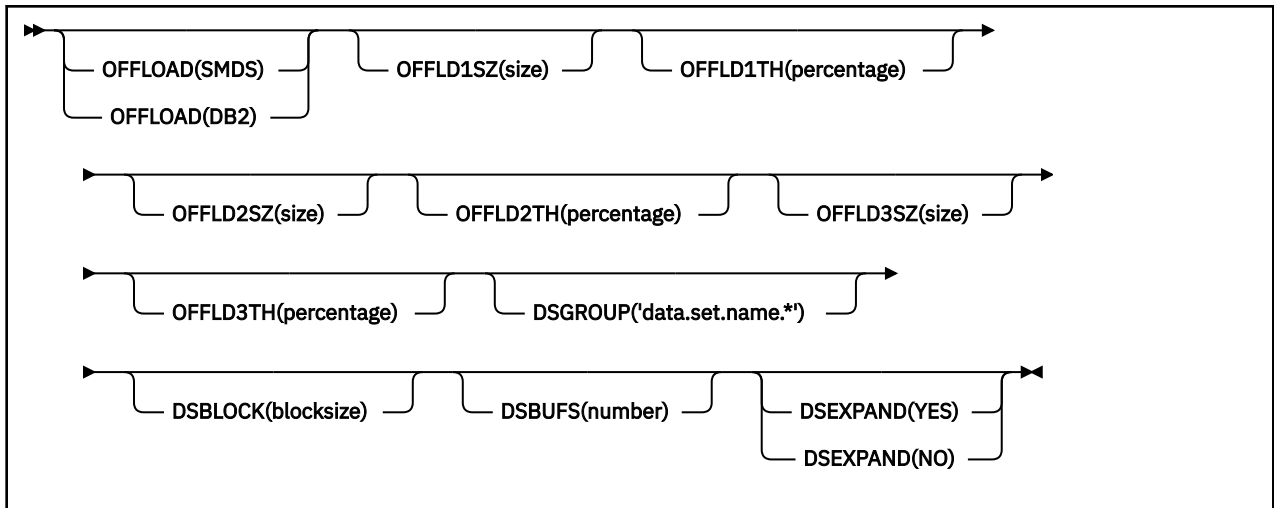 OFFLOAD(SMDS) OFFLD1SZ(size) OFFLD1TH(percentage)
OFFLOAD(DB2)
OFFLD2SZ(size) OFFLD2TH(percentage) OFFLD3SZ(size)
OFFLD3TH(percentage) DSGROUP('data.set.name.*')
DSBLOCK(blocksize) DSBUFS(number) DSEXPAND(YES)
DSEXPAND(NO)